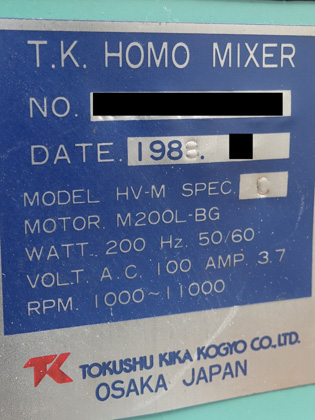 T.K. HOMO MIXER
NO.
DATE. 1988.
MODEL HV-M SPEC. C
MOTOR. M200L-BG
WATT. 200 Hz. 50/60
VOLT. A.C. 100 AMP. 3.7
RPM. 1000~11000
TK TOKUSHU KIKA KOGYO CO., LTD.
OSAKA JAPAN